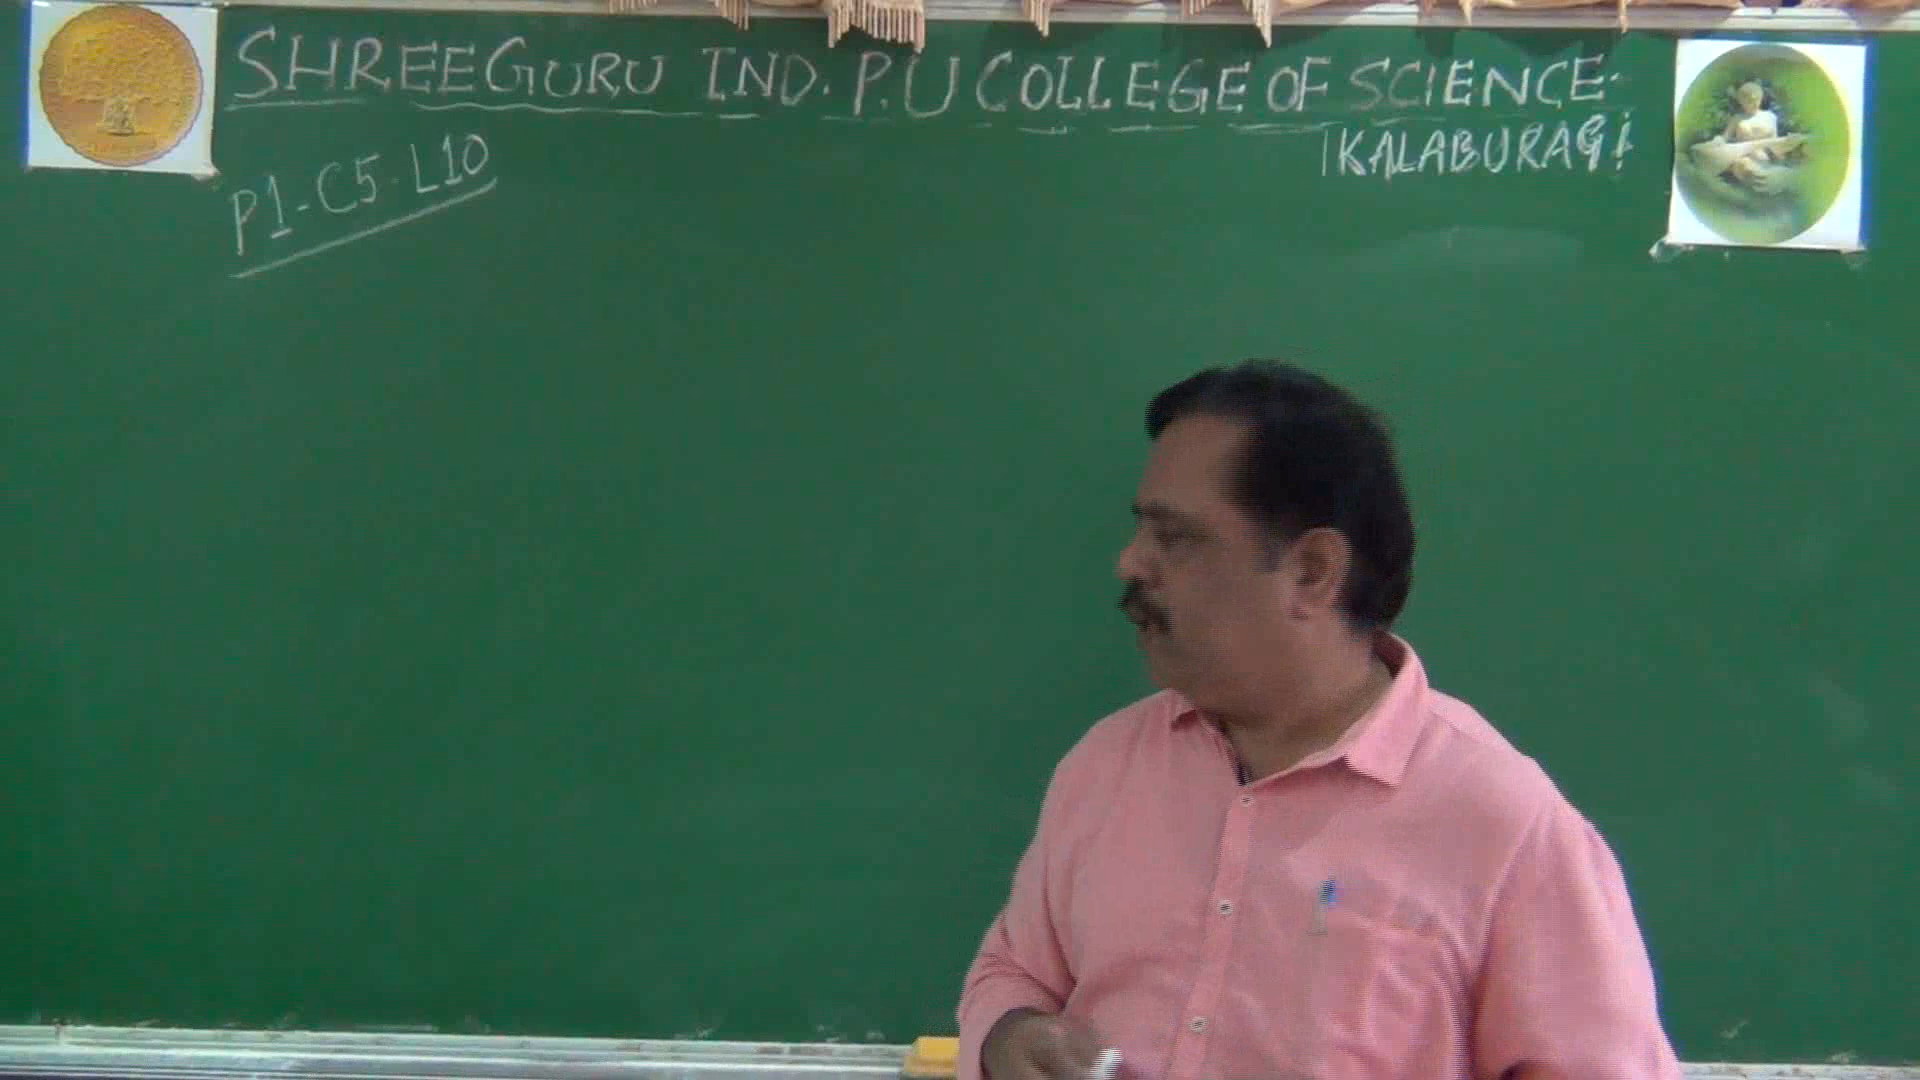 SHREEGURU IND. P.U COLLEGE OF SCIENCE.
KALABURAGI
P1-C5-L10